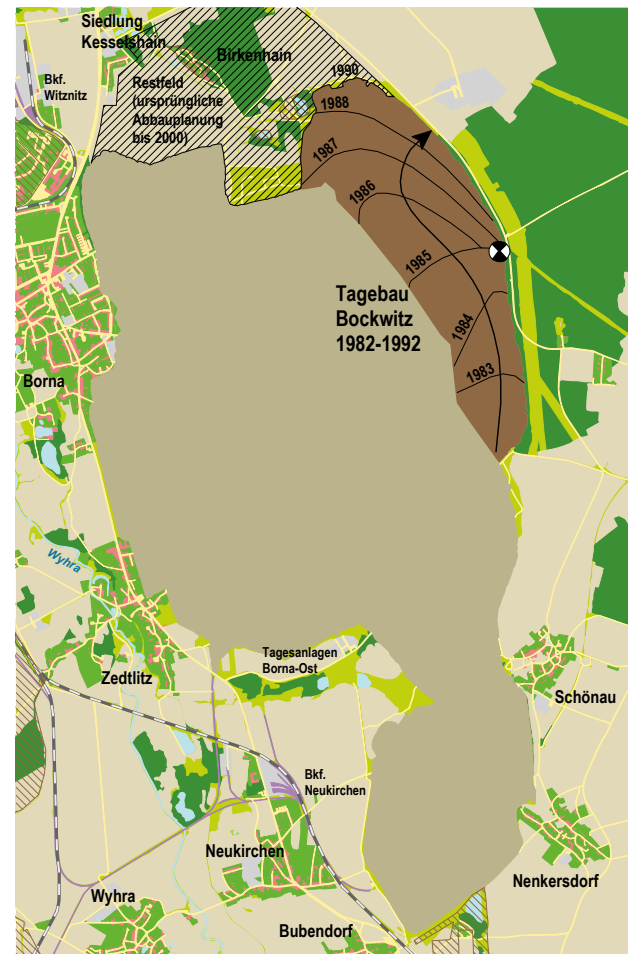 Siedlung
Kesselshain
Birkenhain
Bkf.
Witznitz
Restfeld
(ursprüngliche
Abbauplanung
bis 2000)
1990
1988
1987
1986
1985
1984
1983
Tagebau
Bockwitz
1982-1992
Borna
Wyhra
Zedtlitz
Tagesanlagen
Borna-Ost
Schönau
Bkf.
Neukirchen
Neukirchen
Nenkersdorf
Wyhra
Bubendorf